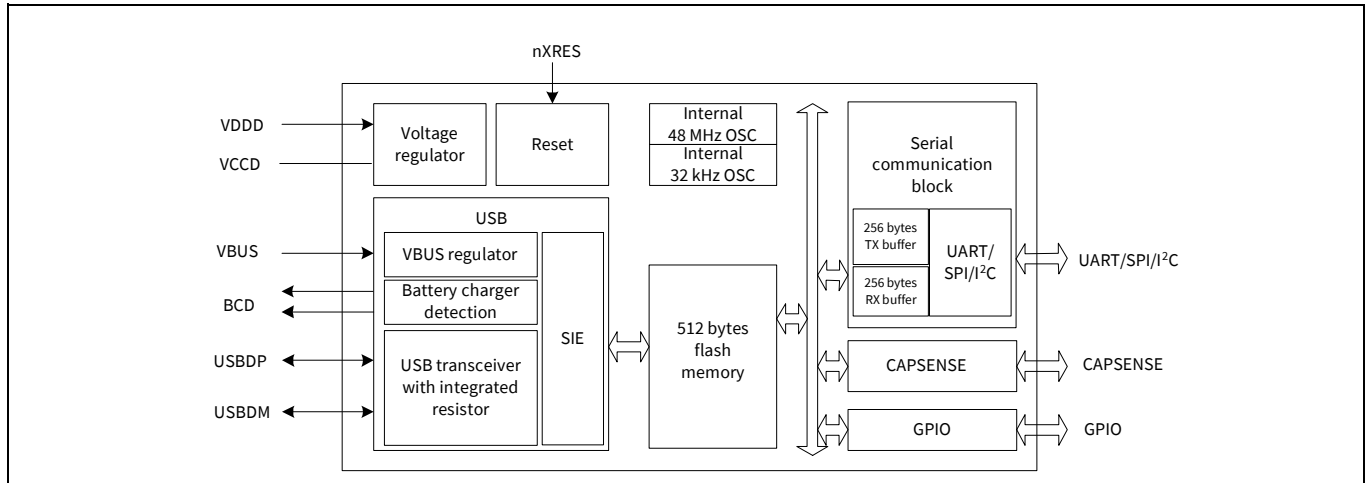 nXRES
VDDD
VCCD
Voltage
regulator
Reset
Internal
48 MHz OSC
Internal
32 kHz OSC
Serial
communication
block
256 bytes
TX buffer
256 bytes
RX buffer
UART/
SPI/I²C
UART/SPI/I²C
USB
VBUS
VBUS regulator
BCD
Battery charger
detection
SIE
USBDP
USBDM
USB transceiver
with integrated
resistor
512 bytes
flash
memory
CAPSENSE
CAPSENSE
GPIO
GPIO